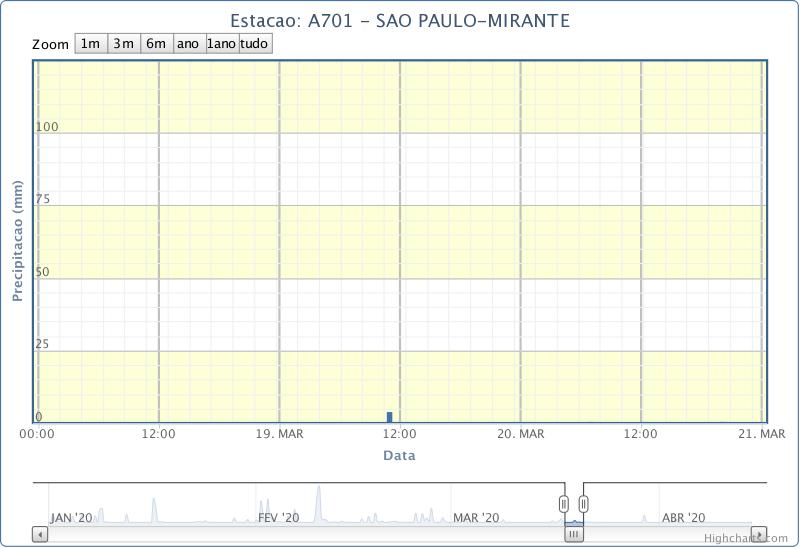 Estacao: A701 - SAO PAULO-MIRANTE
Zoom 1m 3m 6m ano 1ano tudo
Precipitacao (mm)
100
75
50
25
0
00:00 12:00 19. MAR 12:00 20. MAR 12:00 21. MAR
Data
JAN '20 FEV '20 MAR '20 ABR '20
Highcharts.com